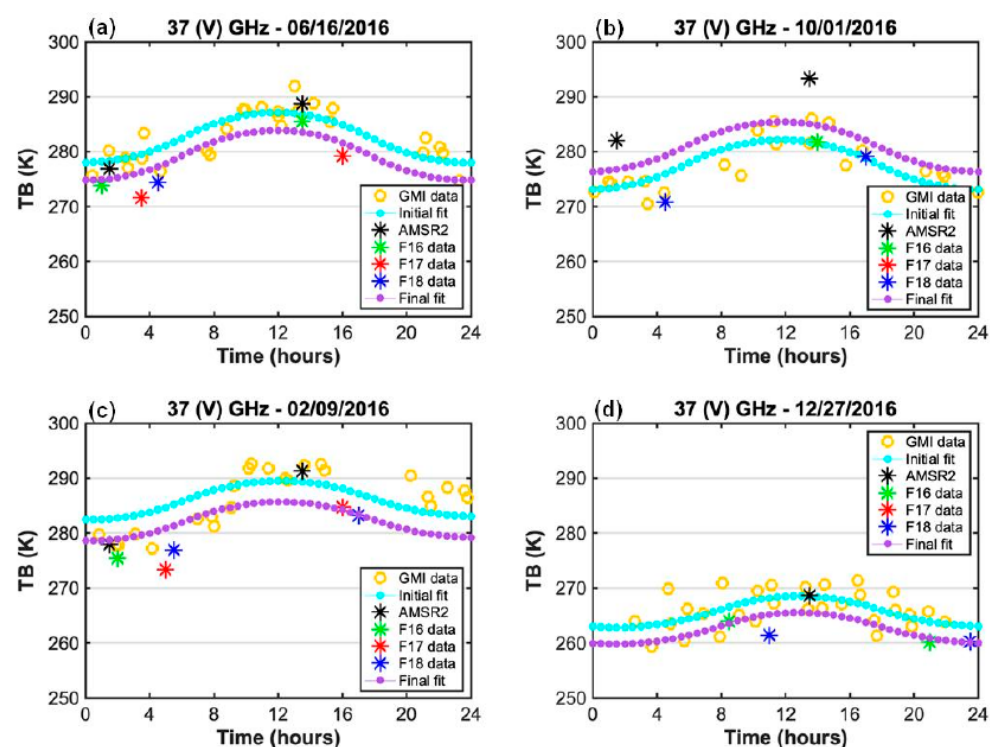 (a) 37 (V) GHz - 06/16/2016
300
290
280
270
260
250
TB (K)
0 4 8 12 16 20 24
Time (hours)
GMI data
Initial fit
AMSR2
F16 data
F17 data
F18 data
Final fit
(b) 37 (V) GHz - 10/01/2016
300
290
280
270
260
250
TB (K)
0 4 8 12 16 20 24
Time (hours)
GMI data
Initial fit
AMSR2
F16 data
F17 data
F18 data
Final fit
(c) 37 (V) GHz - 02/09/2016
300
290
280
270
260
250
TB (K)
0 4 8 12 16 20 24
Time (hours)
GMI data
Initial fit
AMSR2
F16 data
F17 data
F18 data
Final fit
(d) 37 (V) GHz - 12/27/2016
300
290
280
270
260
250
TB (K)
0 4 8 12 16 20 24
Time (hours)
GMI data
Initial fit
AMSR2
F16 data
F17 data
F18 data
Final fit